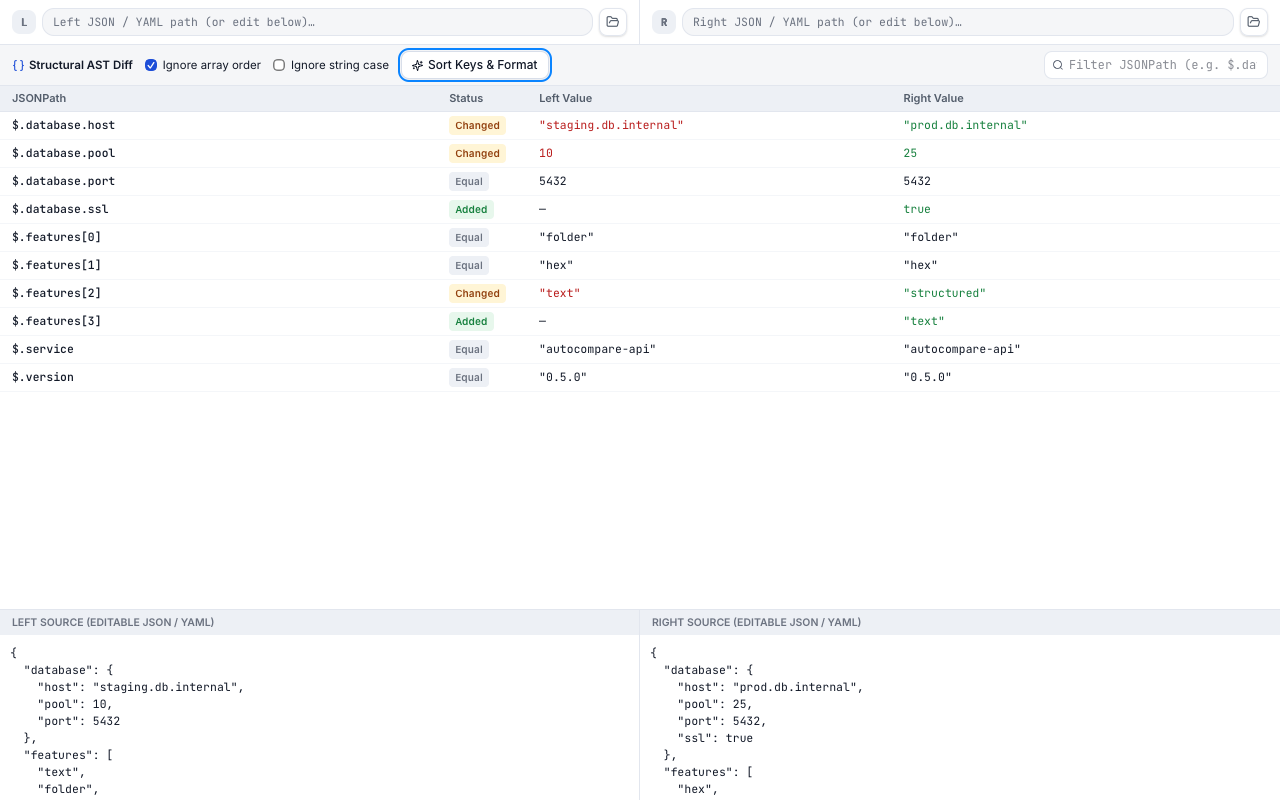 L Left JSON / YAML path (or edit below)… R Right JSON / YAML path (or edit below)…
{} Structural AST Diff Ignore array order Ignore string case Sort Keys & Format Filter JSONPath (e.g. $.da
JSONPath Status Left Value Right Value
$.database.host Changed "staging.db.internal" "prod.db.internal"
$.database.pool Changed 10 25
$.database.port Equal 5432 5432
$.database.ssl Added — true
$.features[0] Equal "folder" "folder"
$.features[1] Equal "hex" "hex"
$.features[2] Changed "text" "structured"
$.features[3] Added — "text"
$.service Equal "autocompare-api" "autocompare-api"
$.version Equal "0.5.0" "0.5.0"
LEFT SOURCE (EDITABLE JSON / YAML)
{
  "database": {
    "host": "staging.db.internal",
    "pool": 10,
    "port": 5432
  },
  "features": [
    "text",
    "folder",
RIGHT SOURCE (EDITABLE JSON / YAML)
{
  "database": {
    "host": "prod.db.internal",
    "pool": 25,
    "port": 5432,
    "ssl": true
  },
  "features": [
    "hex",